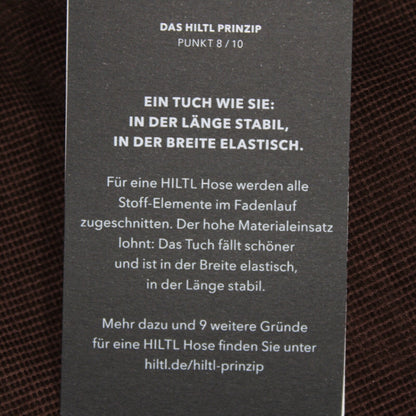 DAS HILTL PRINZIP
PUNKT 8 / 10
EIN TUCH WIE SIE:
IN DER LÄNGE STABIL,
IN DER BREITE ELASTISCH.
Für eine HILTL Hose werden alle
Stoff-Elemente im Fadenlauf
zugeschnitten. Der hohe Materialeinsatz
lohnt: Das Tuch fällt schöner
und ist in der Breite elastisch,
in der Länge stabil.
Mehr dazu und 9 weitere Gründe
für eine HILTL Hose finden Sie unter
hiltl.de/hiltl-prinzip